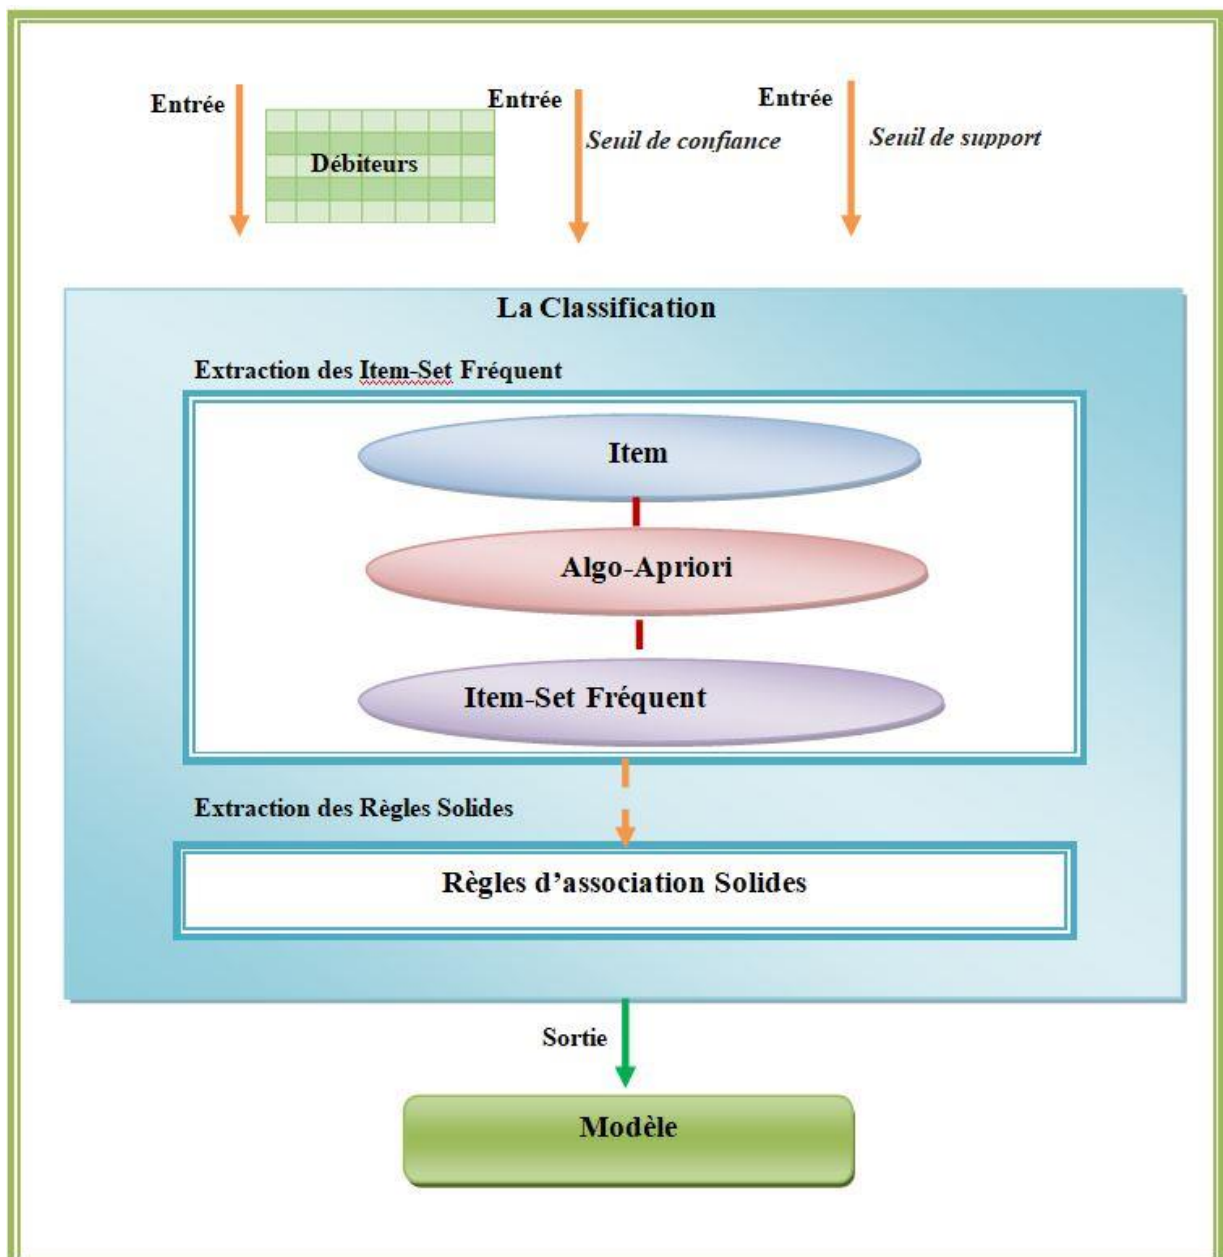 Entrée
Entrée
Entrée
Débiteurs
Seuil de confiance
Seuil de support
La Classification
Extraction des Item-Set Fréquent
Item
Algo-Apriori
Item-Set Fréquent
Extraction des Règles Solides
Règles d’association Solides
Sortie
Modèle